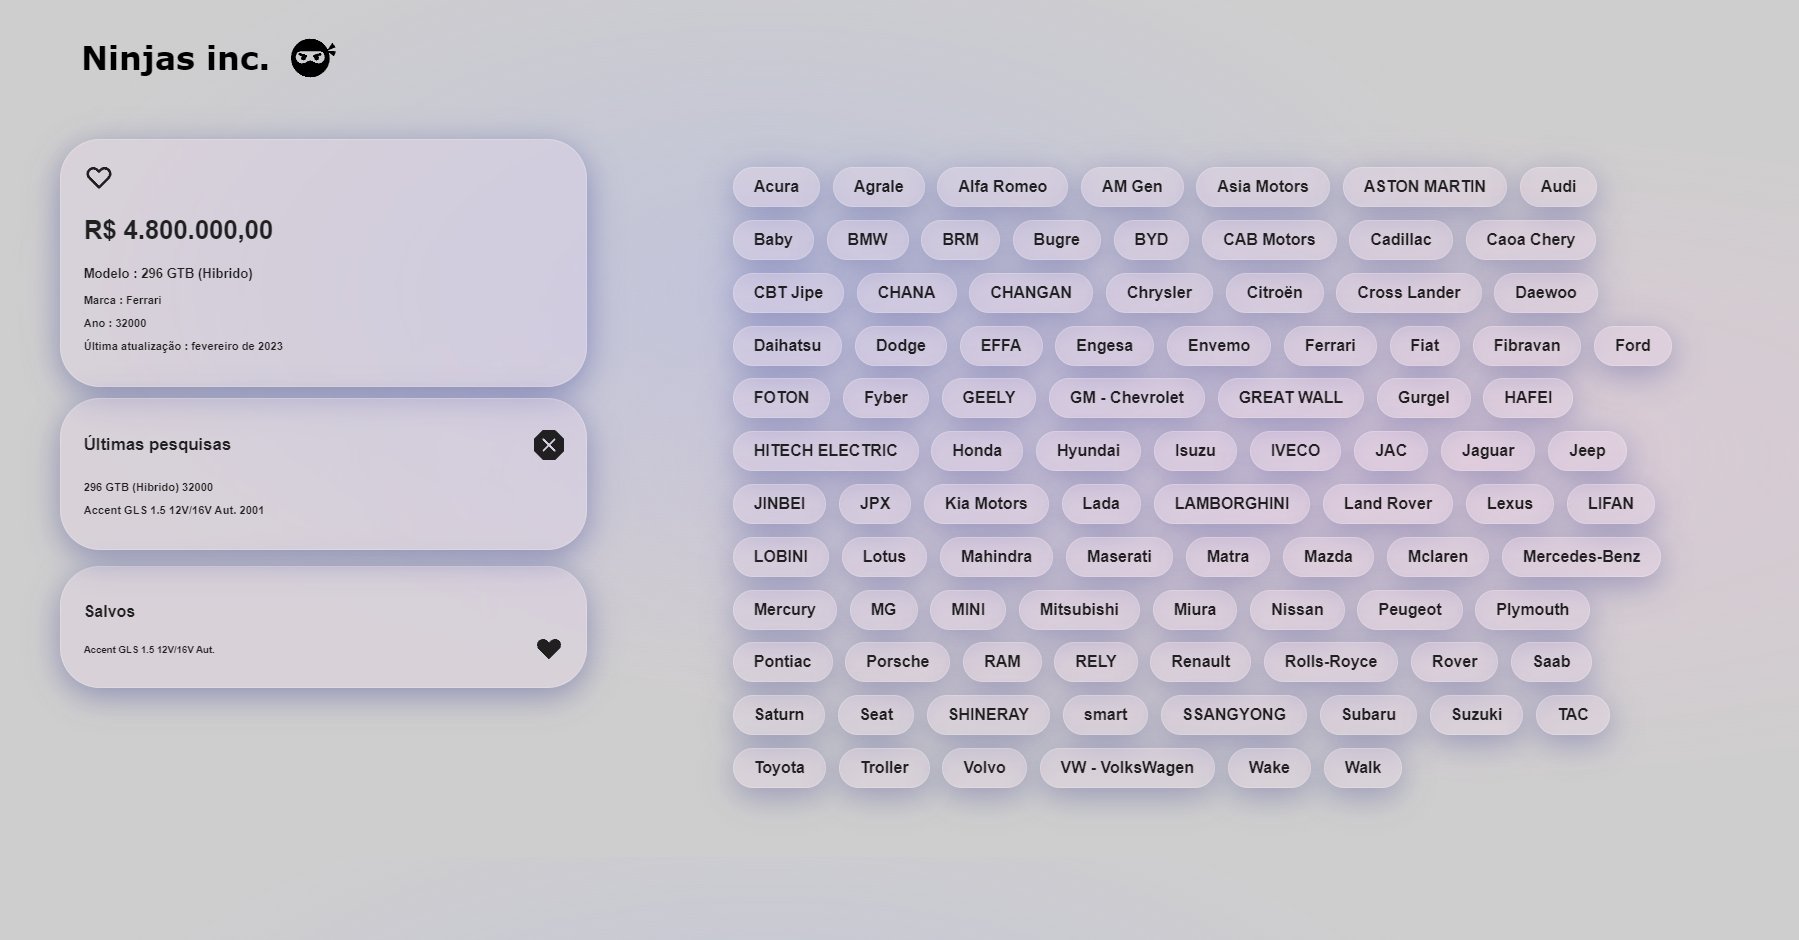 Ninjas inc.
R$ 4.800.000,00
Modelo : 296 GTB (Hibrido)
Marca : Ferrari
Ano : 32000
Última atualização : fevereiro de 2023
Últimas pesquisas
296 GTB (Hibrido) 32000
Accent GLS 1.5 12V/16V Aut. 2001
Salvos
Accent GLS 1.5 12V/16V Aut.
Acura Agrale Alfa Romeo AM Gen Asia Motors ASTON MARTIN Audi
Baby BMW BRM Bugre BYD CAB Motors Cadillac Caoa Chery
CBT Jipe CHANA CHANGAN Chrysler Citroën Cross Lander Daewoo
Daihatsu Dodge EFFA Engesa Envemo Ferrari Fiat Fibravan Ford
FOTON Fyber GEELY GM - Chevrolet GREAT WALL Gurgel HAFEI
HITECH ELECTRIC Honda Hyundai Isuzu IVECO JAC Jaguar Jeep
JINBEI JPX Kia Motors Lada LAMBORGHINI Land Rover Lexus LIFAN
LOBINI Lotus Mahindra Maserati Matra Mazda Mclaren Mercedes-Benz
Mercury MG MINI Mitsubishi Miura Nissan Peugeot Plymouth
Pontiac Porsche RAM RELY Renault Rolls-Royce Rover Saab
Saturn Seat SHINERAY smart SSANGYONG Subaru Suzuki TAC
Toyota Troller Volvo VW - VolksWagen Wake Walk